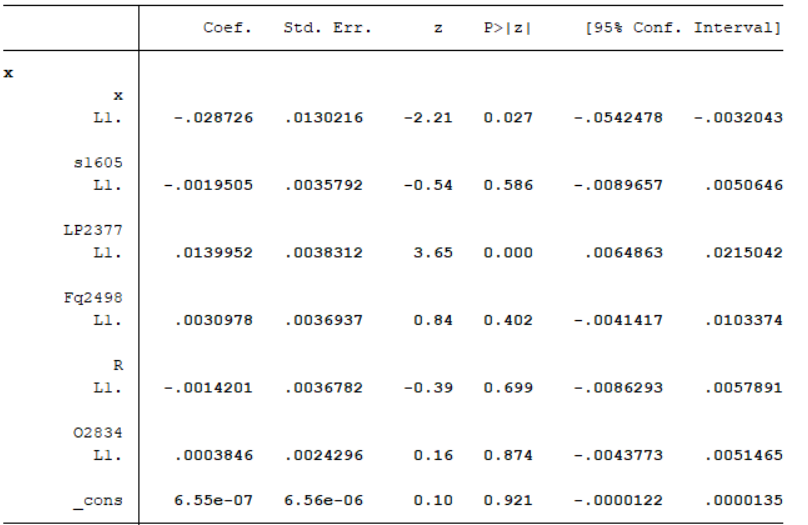 Coef. Std. Err. z P>|z| [95% Conf. Interval]
x
x
L1. -.028726 .0130216 -2.21 0.027 -.0542478 -.0032043
s1605
L1. -.0019505 .0035792 -0.54 0.586 -.0089657 .0050646
LP2377
L1. .0139952 .0038312 3.65 0.000 .0064863 .0215042
Fq2498
L1. .0030978 .0036937 0.84 0.402 -.0041417 .0103374
R
L1. -.0014201 .0036782 -0.39 0.699 -.0086293 .0057891
O2834
L1. .0003846 .0024296 0.16 0.874 -.0043773 .0051465
_cons 6.55e-07 6.56e-06 0.10 0.921 -.0000122 .0000135